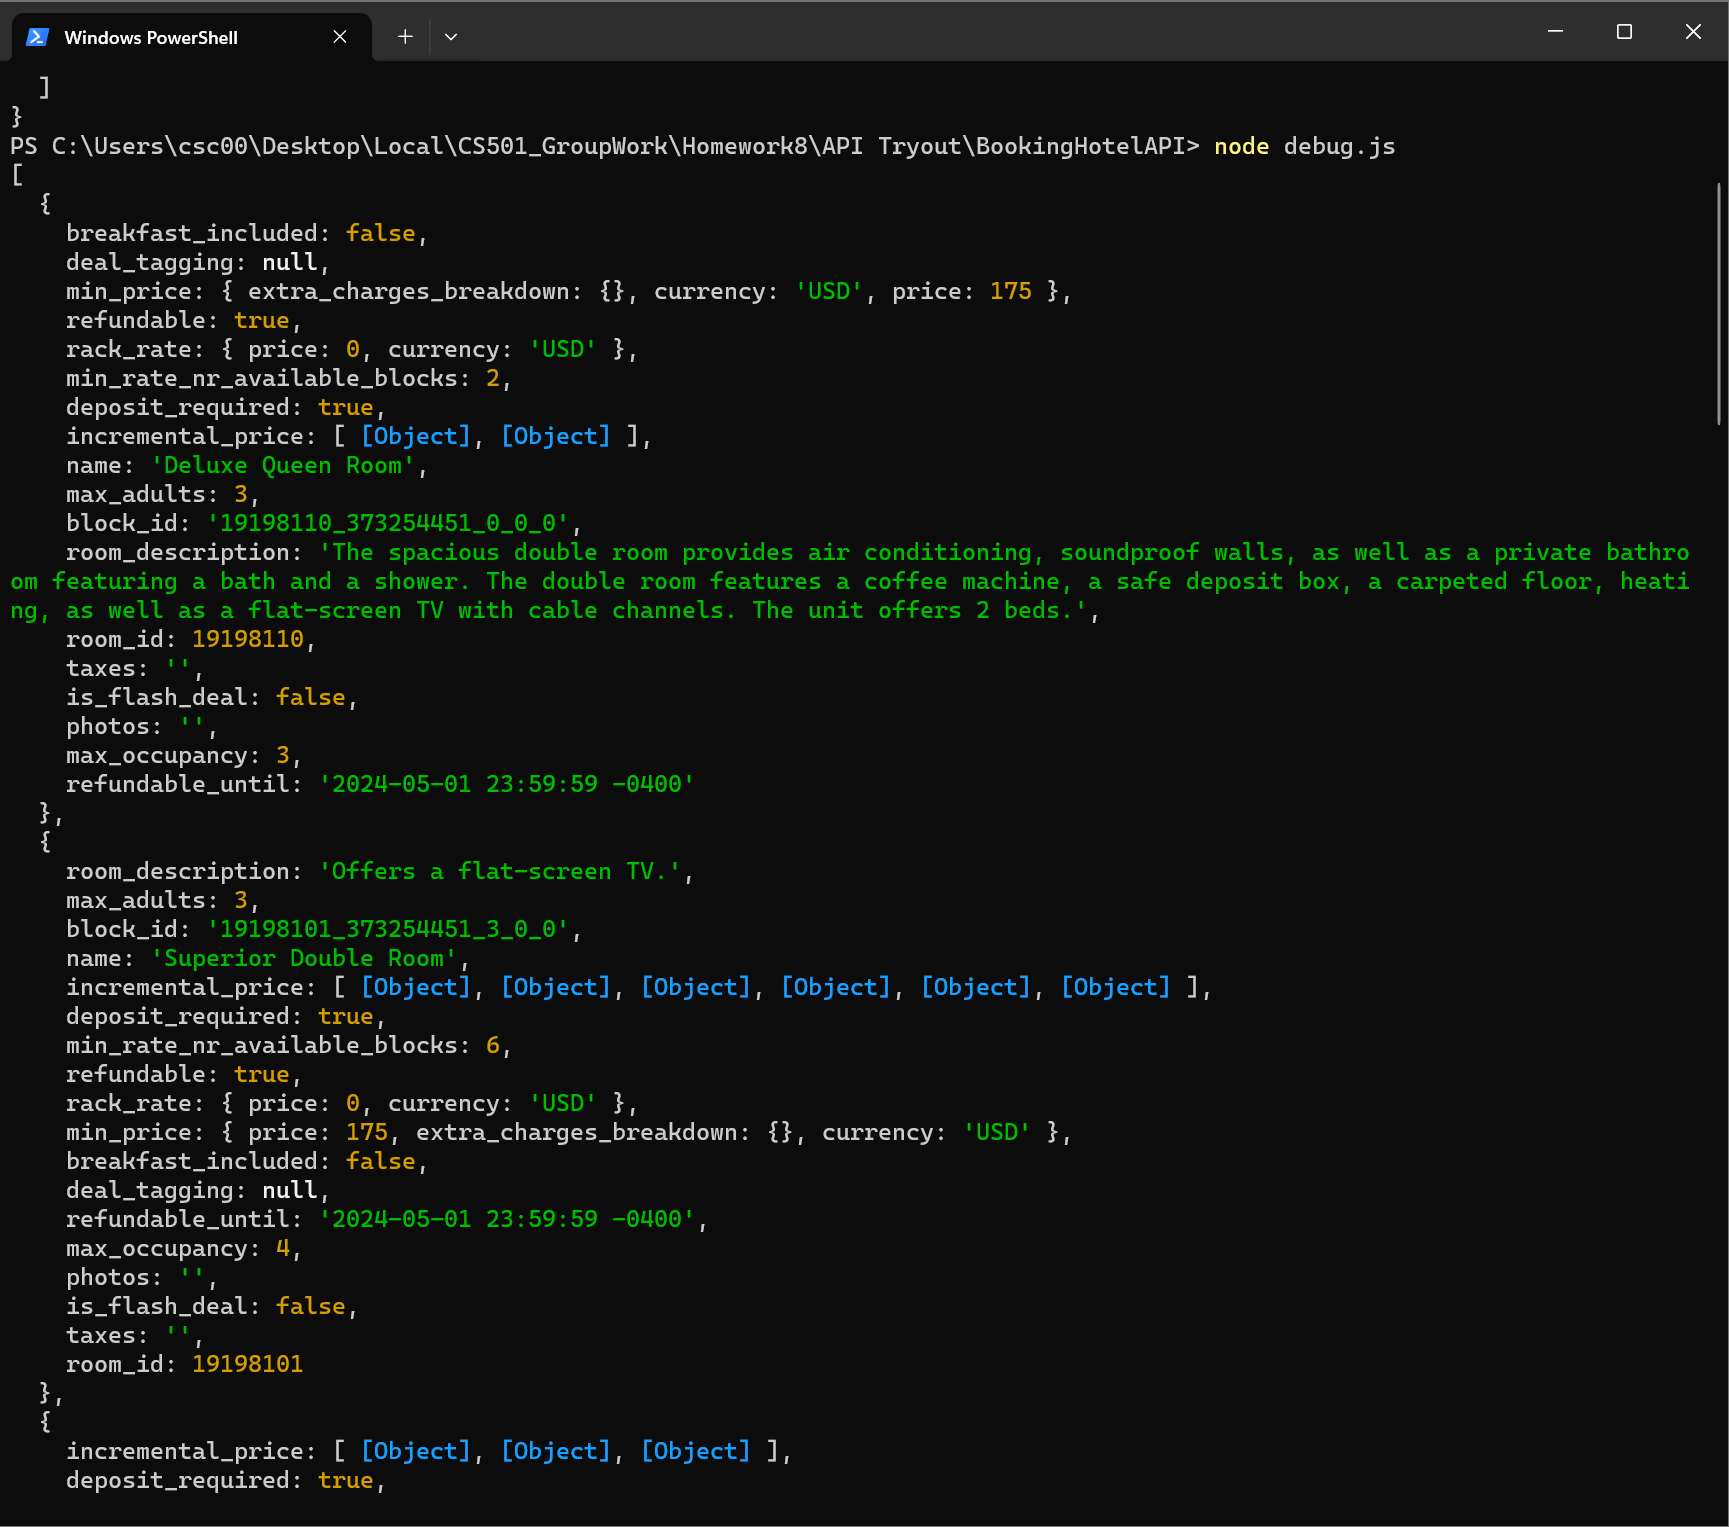 Windows PowerShell
  ]
}
PS C:\Users\csc00\Desktop\Local\CS501_GroupWork\Homework8\API Tryout\BookingHotelAPI> node debug.js
[
  {
    breakfast_included: false,
    deal_tagging: null,
    min_price: { extra_charges_breakdown: {}, currency: 'USD', price: 175 },
    refundable: true,
    rack_rate: { price: 0, currency: 'USD' },
    min_rate_nr_available_blocks: 2,
    deposit_required: true,
    incremental_price: [ [Object], [Object] ],
    name: 'Deluxe Queen Room',
    max_adults: 3,
    block_id: '19198110_373254451_0_0_0',
    room_description: 'The spacious double room provides air conditioning, soundproof walls, as well as a private bathro
om featuring a bath and a shower. The double room features a coffee machine, a safe deposit box, a carpeted floor, heati
ng, as well as a flat-screen TV with cable channels. The unit offers 2 beds.',
    room_id: 19198110,
    taxes: '',
    is_flash_deal: false,
    photos: '',
    max_occupancy: 3,
    refundable_until: '2024-05-01 23:59:59 -0400'
  },
  {
    room_description: 'Offers a flat-screen TV.',
    max_adults: 3,
    block_id: '19198101_373254451_3_0_0',
    name: 'Superior Double Room',
    incremental_price: [ [Object], [Object], [Object], [Object], [Object], [Object] ],
    deposit_required: true,
    min_rate_nr_available_blocks: 6,
    refundable: true,
    rack_rate: { price: 0, currency: 'USD' },
    min_price: { price: 175, extra_charges_breakdown: {}, currency: 'USD' },
    breakfast_included: false,
    deal_tagging: null,
    refundable_until: '2024-05-01 23:59:59 -0400',
    max_occupancy: 4,
    photos: '',
    is_flash_deal: false,
    taxes: '',
    room_id: 19198101
  },
  {
    incremental_price: [ [Object], [Object], [Object] ],
    deposit_required: true,